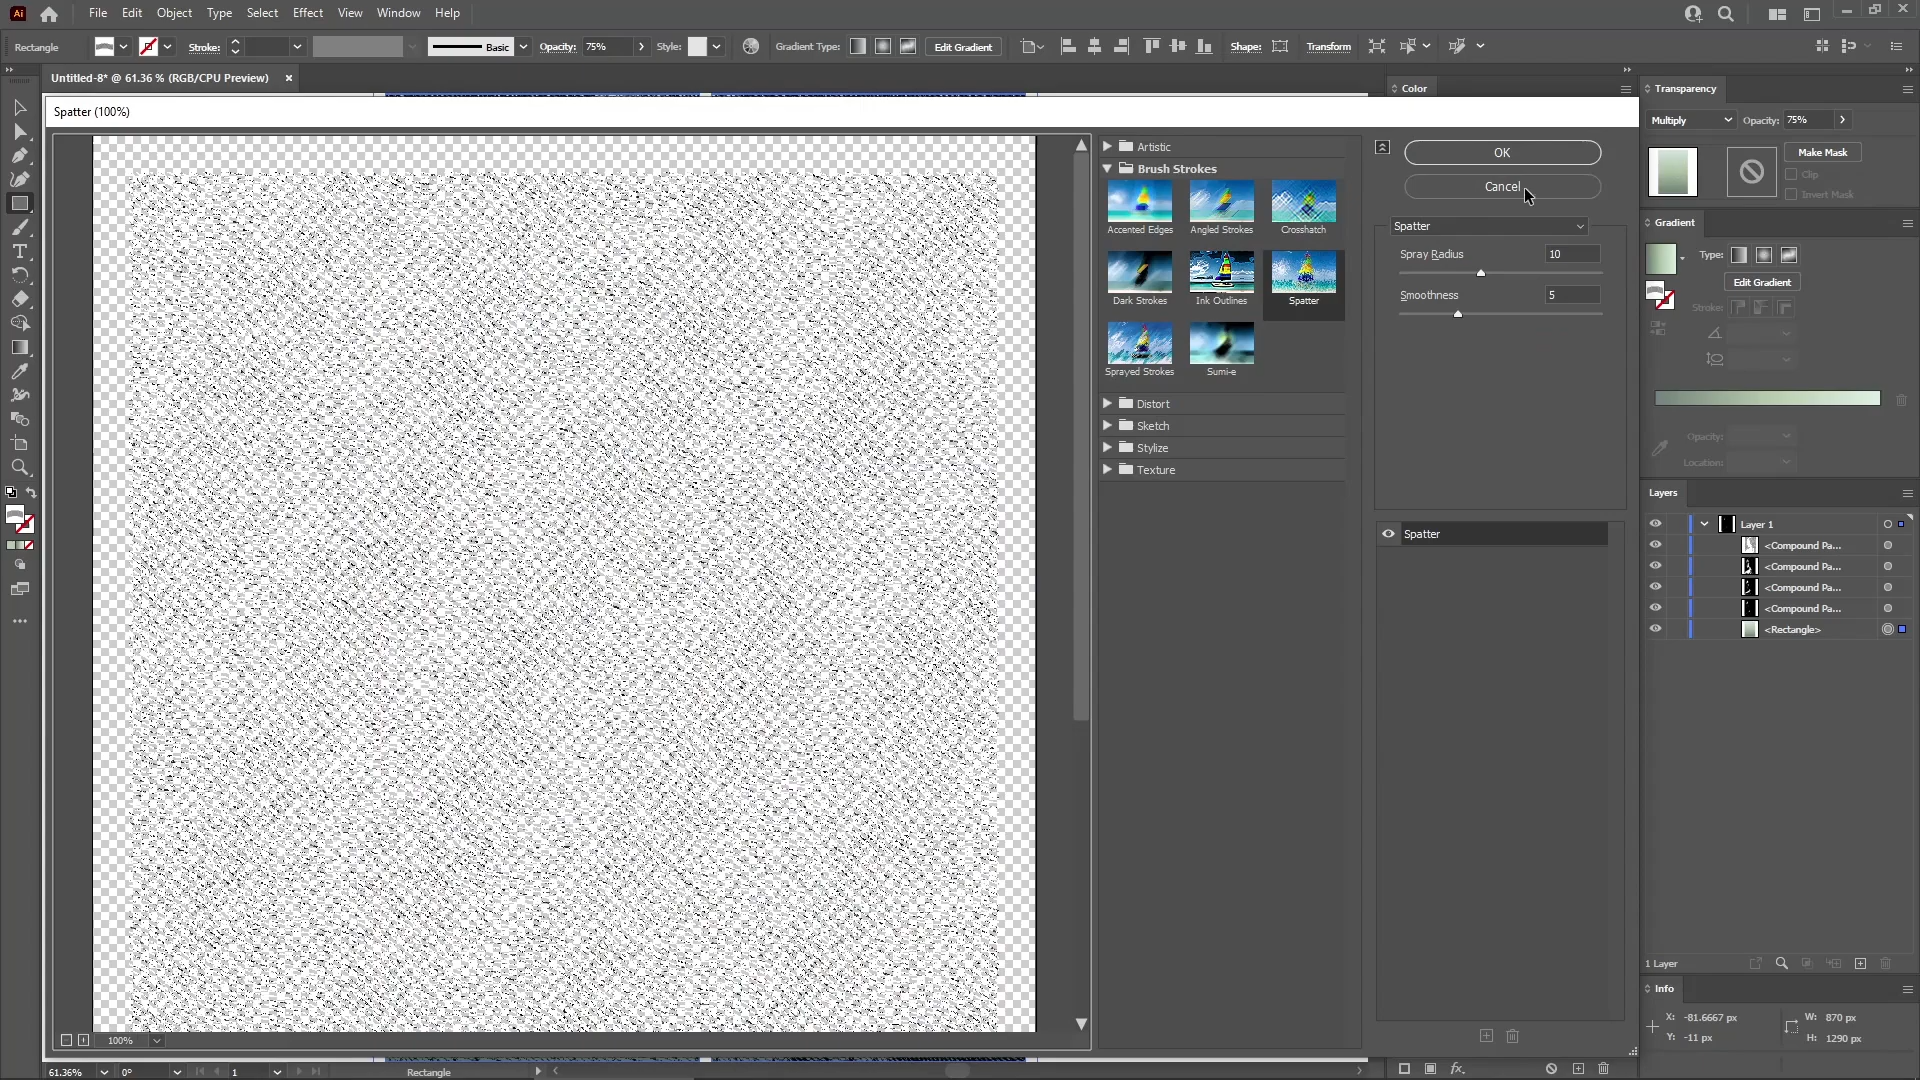 Ai File Edit Object Type Select Effect View Window Help
Rectangle Stroke: Basic Opacity: 75% Style: Gradient Type: Edit Gradient Shape: Transform
Untitled-8* @ 61.36 % (RGB/CPU Preview) ×
Color
Transparency
Spatter (100%)
Multiply Opacity: 75%
Make Mask
Clip
Invert Mask
Artistic
Brush Strokes
Accented Edges Angled Strokes Crosshatch
Dark Strokes Ink Outlines Spatter
Sprayed Strokes Sumi-e
Distort
Sketch
Stylize
Texture
OK
Cancel
Spatter
Spray Radius 10
Smoothness 5
Spatter
Gradient
Type:
Edit Gradient
Stroke:
Opacity:
Location:
Layers
Layer 1
<Compound Pa...
<Compound Pa...
<Compound Pa...
<Compound Pa...
<Rectangle>
1 Layer
Info
X: -81.6667 px
Y: -11 px
W: 870 px
H: 1290 px
100%
61.36% 0° 1 Rectangle
fx